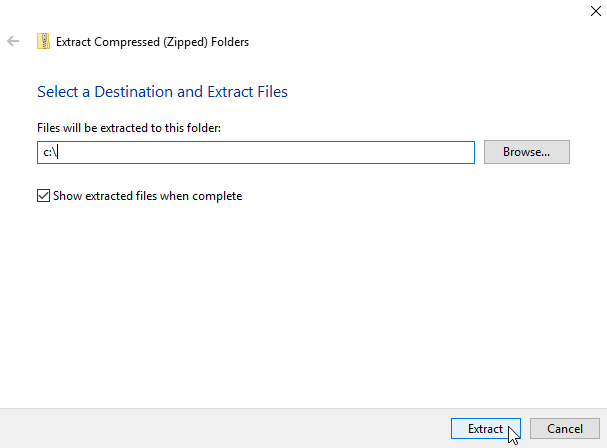 Extract Compressed (Zipped) Folders
Select a Destination and Extract Files
Files will be extracted to this folder:
c:\
Browse...
Show extracted files when complete
Extract
Cancel